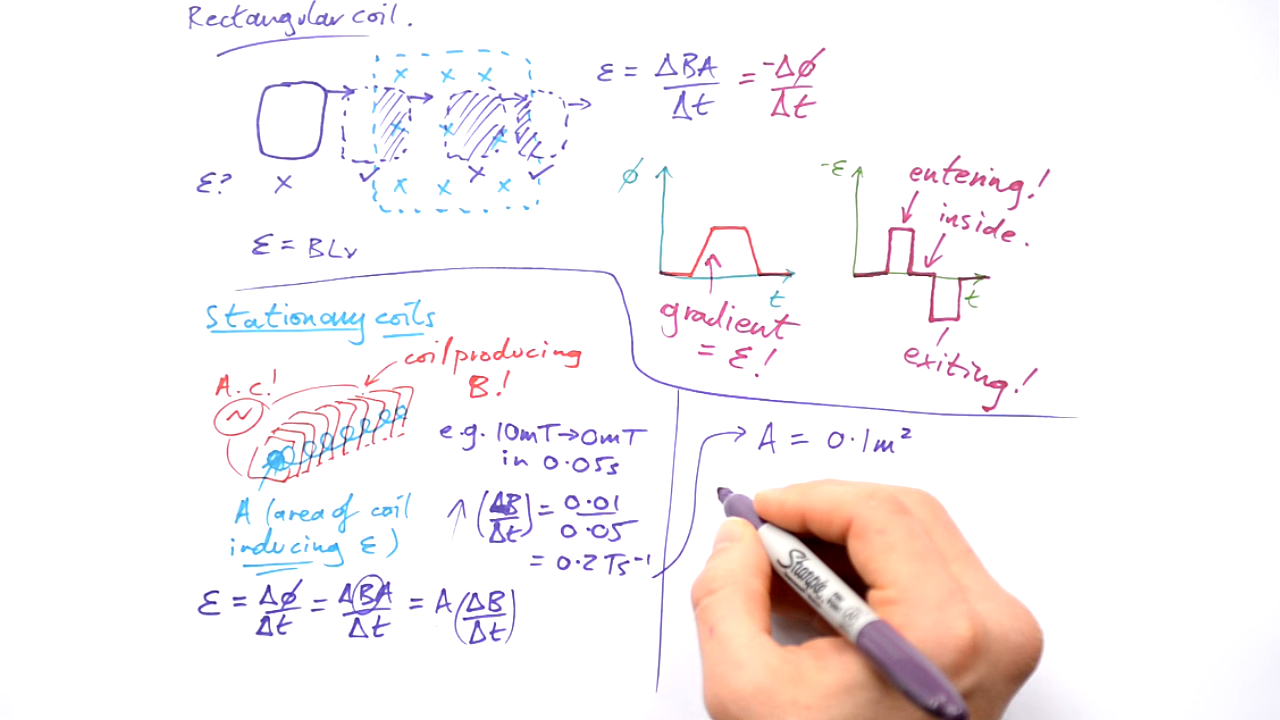 Rectangular coil.
ε = ΔBA/Δt = -Δϕ/Δt
ε? x ✓ x ✓
ε = BLv
ϕ
t
gradient
= ε!
-ε
entering!
inside.
t
exiting!
Stationary coils
A.c!
~
coil producing
B!
A (area of coil
inducing ε)
ε = Δϕ/Δt = ΔBA/Δt = A(ΔB/Δt)
e.g. 10mT→0mT
in 0.05s
↑(ΔB/Δt) = 0.01/0.05
= 0.2 Ts⁻¹
A = 0.1m²
Sharpie